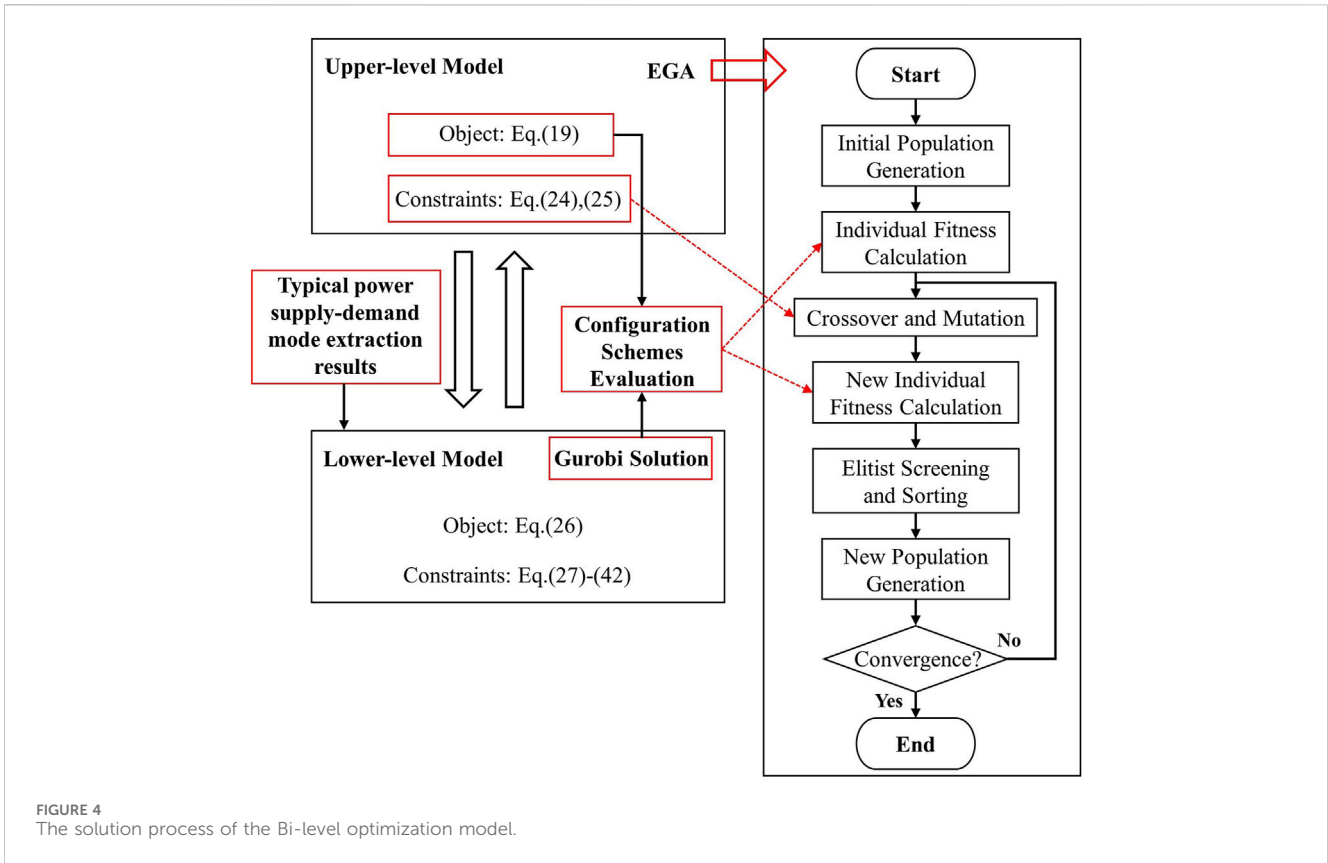 Upper-level Model
EGA
Object: Eq.(19)
Constraints: Eq.(24),(25)
Typical power
supply-demand
mode extraction
results
Configuration
Schemes
Evaluation
Lower-level Model
Gurobi Solution
Object: Eq.(26)
Constraints: Eq.(27)-(42)
Start
Initial Population
Generation
Individual Fitness
Calculation
Crossover and Mutation
New Individual
Fitness Calculation
Elitist Screening
and Sorting
New Population
Generation
Convergence?
No
Yes
End
FIGURE 4
The solution process of the Bi-level optimization model.